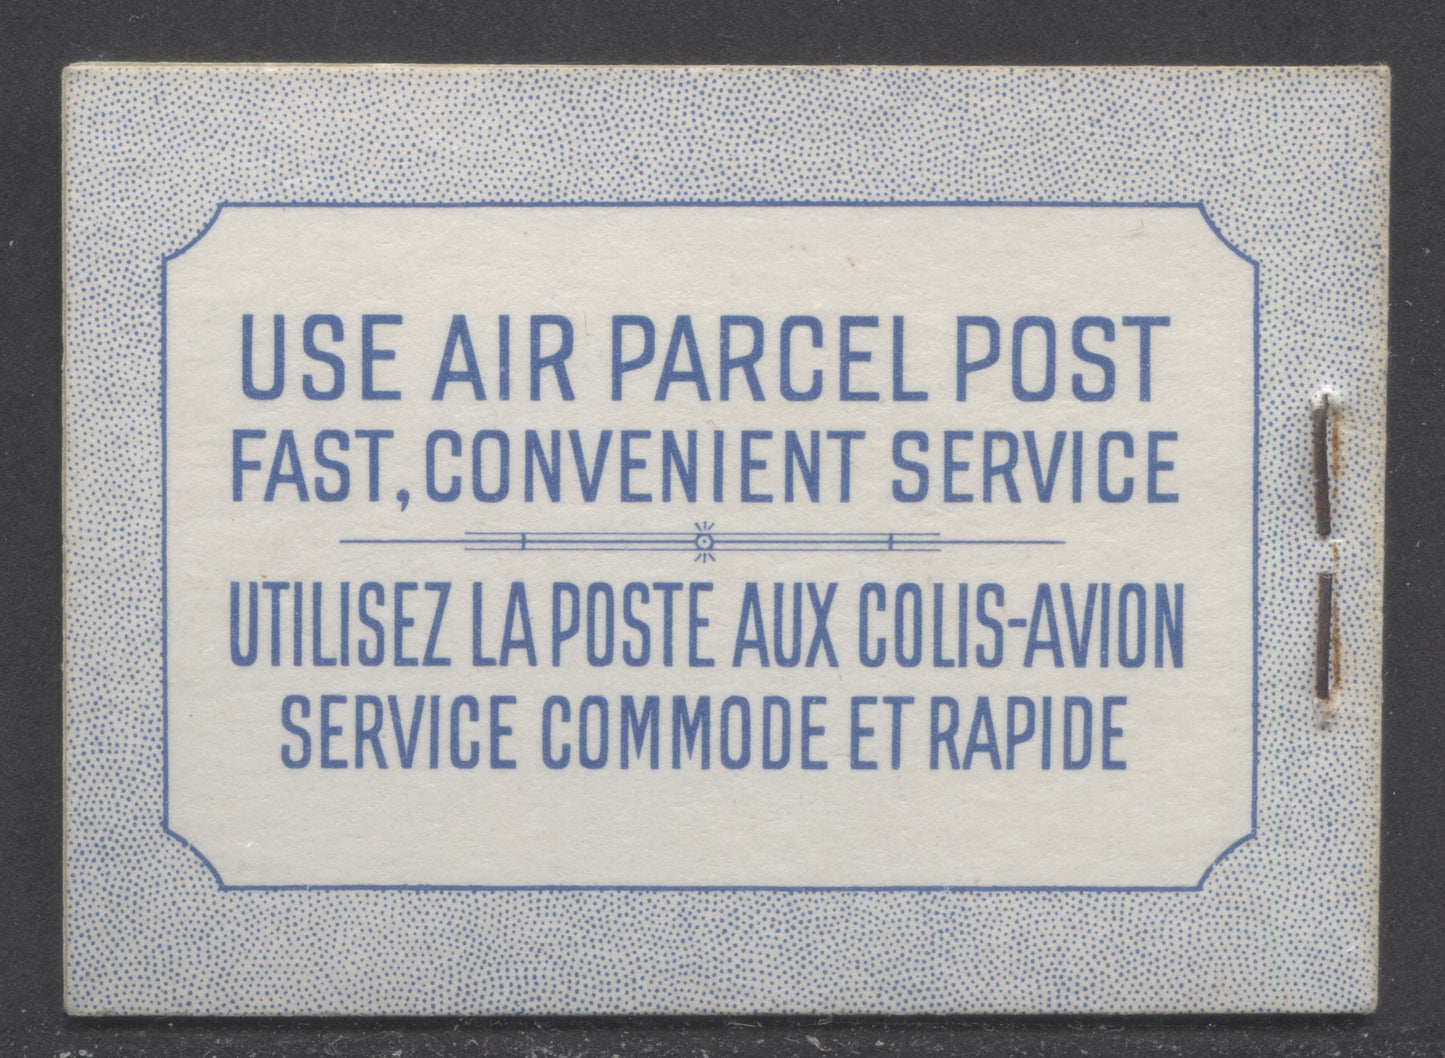 USE AIR PARCEL POST
FAST, CONVENIENT SERVICE
UTILISEZ LA POSTE AUX COLIS-AVION
SERVICE COMMODE ET RAPIDE